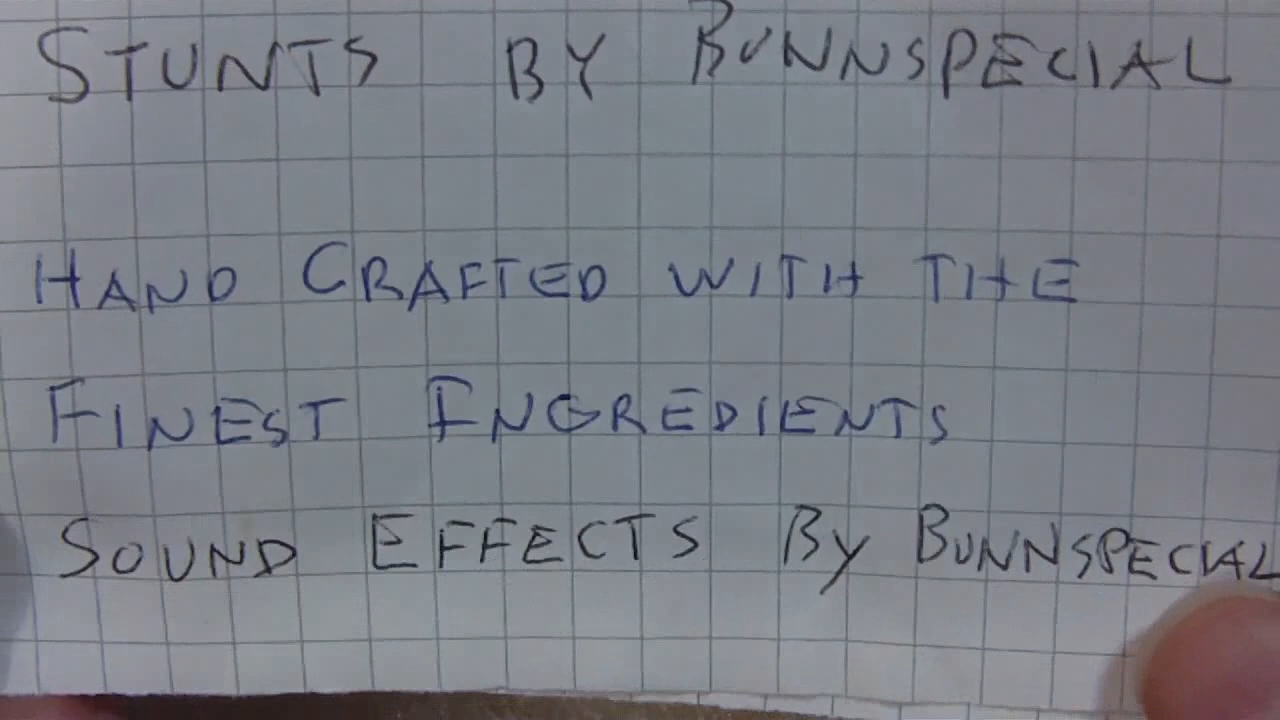 STUNTS BY BUNNSPECIAL
HAND CRAFTED WITH THE
FINEST INGREDIENTS
SOUND EFFECTS BY BUNNSPECIAL